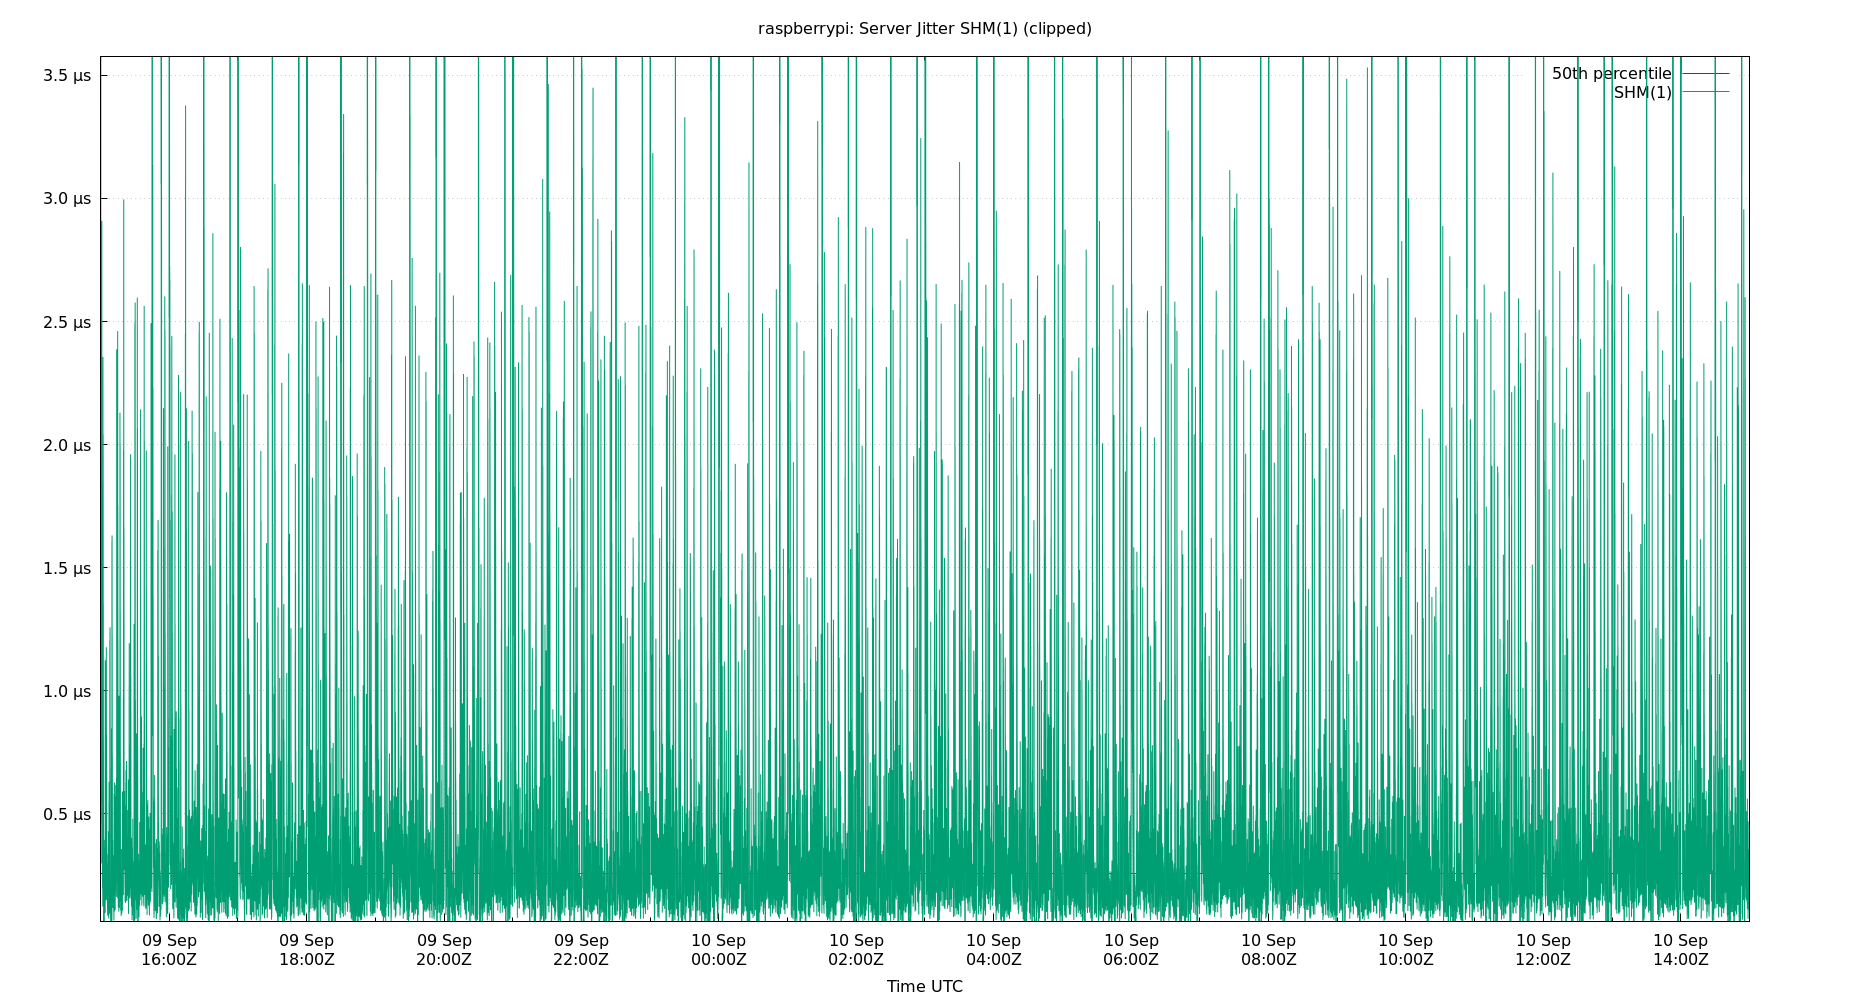 raspberrypi: Server Jitter SHM(1) (clipped)
50th percentile
SHM(1)
3.5 μs
3.0 μs
2.5 μs
2.0 μs
1.5 μs
1.0 μs
0.5 μs
09 Sep 09 Sep 09 Sep 09 Sep 10 Sep 10 Sep 10 Sep 10 Sep 10 Sep 10 Sep 10 Sep 10 Sep
16:00Z 18:00Z 20:00Z 22:00Z 00:00Z 02:00Z 04:00Z 06:00Z 08:00Z 10:00Z 12:00Z 14:00Z
Time UTC